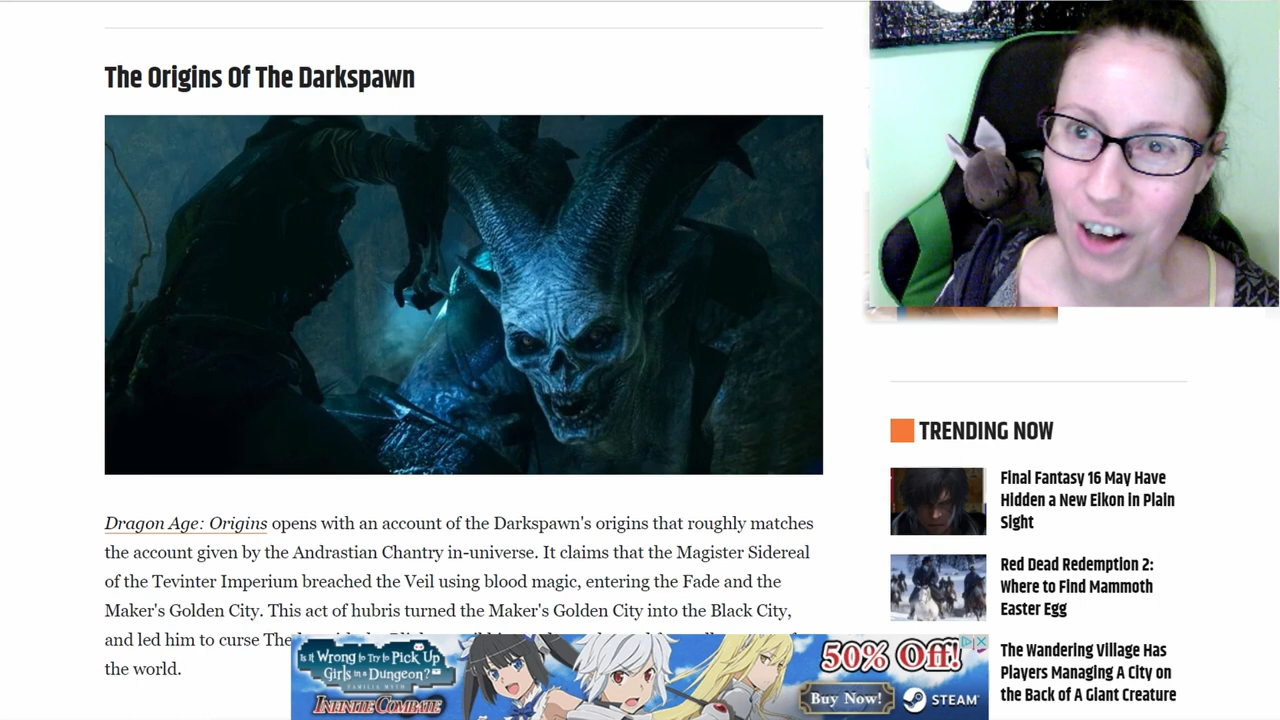 The Origins Of The Darkspawn
Dragon Age: Origins opens with an account of the Darkspawn's origins that roughly matches
the account given by the Andrastian Chantry in-universe. It claims that the Magister Sidereal
of the Tevinter Imperium breached the Veil using blood magic, entering the Fade and the
Maker's Golden City. This act of hubris turned the Maker's Golden City into the Black City,
and led him to curse
the world.
TRENDING NOW
Final Fantasy 16 May Have
Hidden a New Eikon in Plain
Sight
Red Dead Redemption 2:
Where to Find Mammoth
Easter Egg
The Wandering Village Has
Players Managing A City on
the Back of A Giant Creature
Is it Wrong to Try to Pick Up
Girls in a Dungeon?
FAMILIA MYTH
INFINITE COMBATE
50% Off!
Buy Now!
STEAM